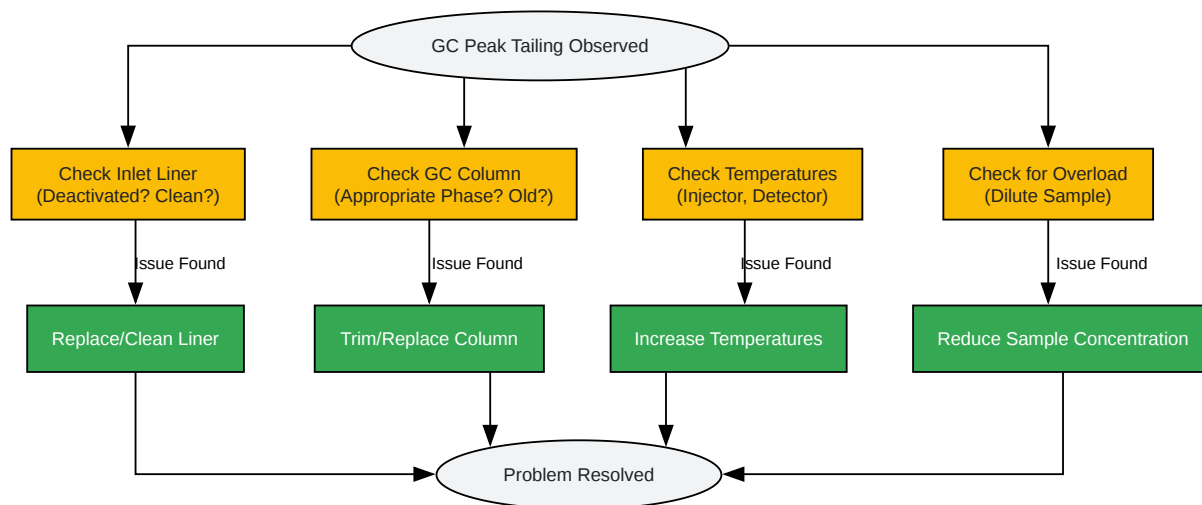 GC Peak Tailing Observed
Check Inlet Liner
(Deactivated? Clean?)
Check GC Column
(Appropriate Phase? Old?)
Check Temperatures
(Injector, Detector)
Check for Overload
(Dilute Sample)
Issue Found
Issue Found
Issue Found
Issue Found
Replace/Clean Liner
Trim/Replace Column
Increase Temperatures
Reduce Sample Concentration
Problem Resolved